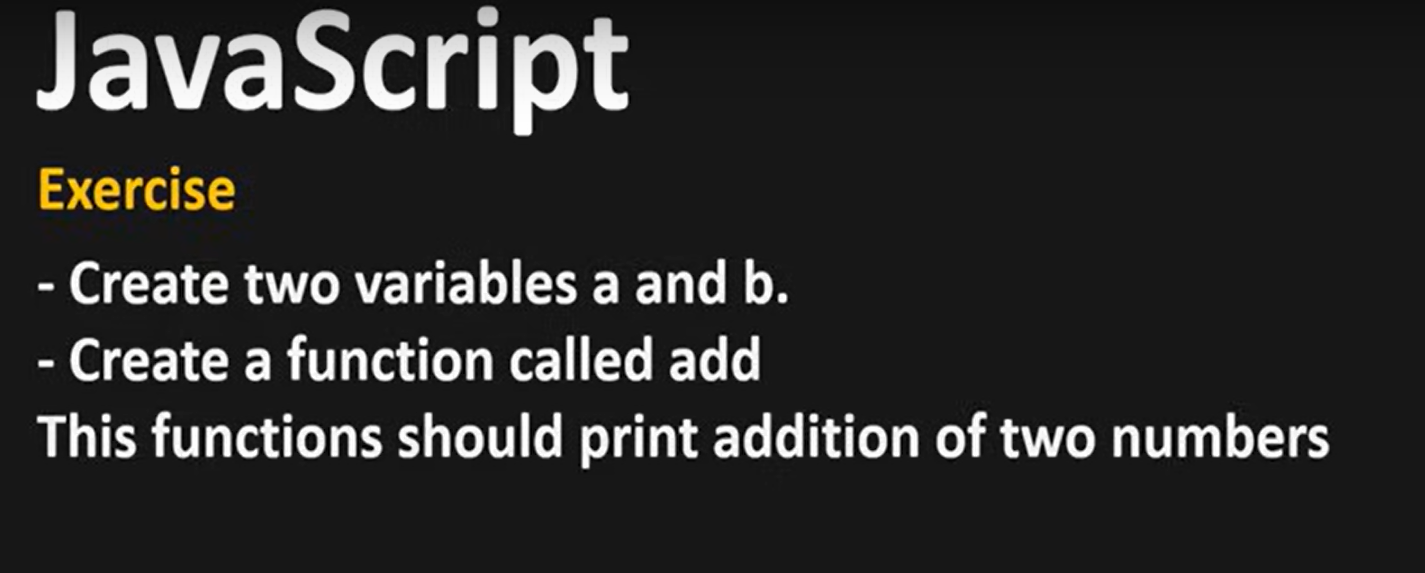 JavaScript
Exercise
- Create two variables a and b.
- Create a function called add
This functions should print addition of two numbers